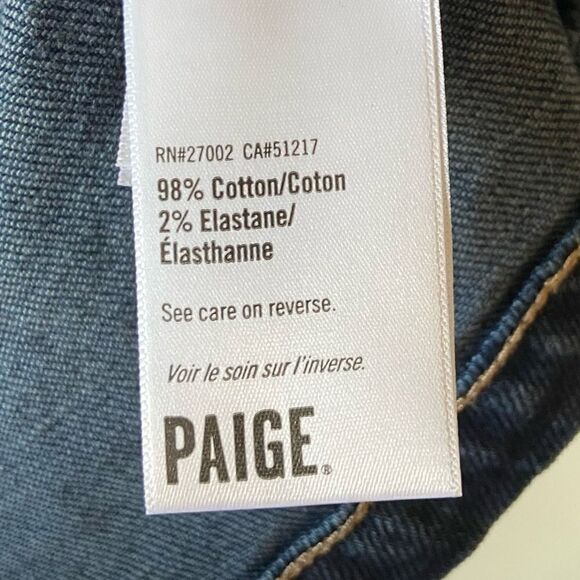 RN#27002 CA#51217
98% Cotton/Coton
2% Elastane/
Élasthanne
See care on reverse.
Voir le soin sur l'inverse.
PAIGE®